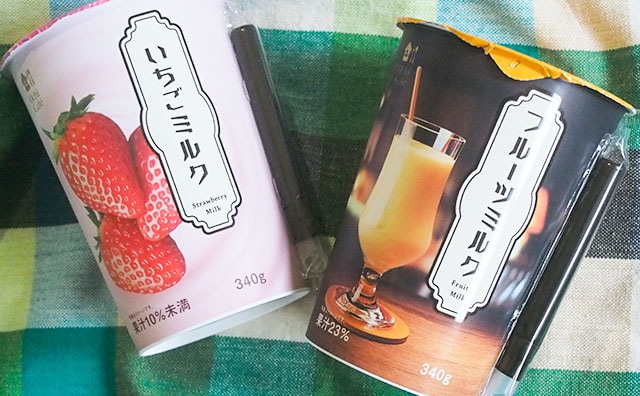 いちごミルク
Strawberry
Milk
340g
果汁10%未満
フルーツミルク
Fruit
Milk
果汁23%
340g